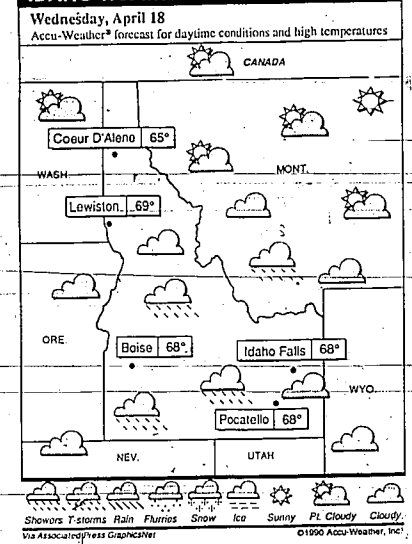 Wednesday, April 18
Accu-Weather® forecast for daytime conditions and high temperatures
CANADA
Coeur D'Alene 65°
WASH.
MONT.
Lewiston 69°
ORE.
Boise 68°
Idaho Falls 68°
WYO.
Pocatello 68°
NEV.
UTAH
Showers T-storms Rain Flurries Snow Ice Sunny Pt. Cloudy Cloudy
Via Associated Press GraphicsNet
©1990 Accu-Weather, Inc.